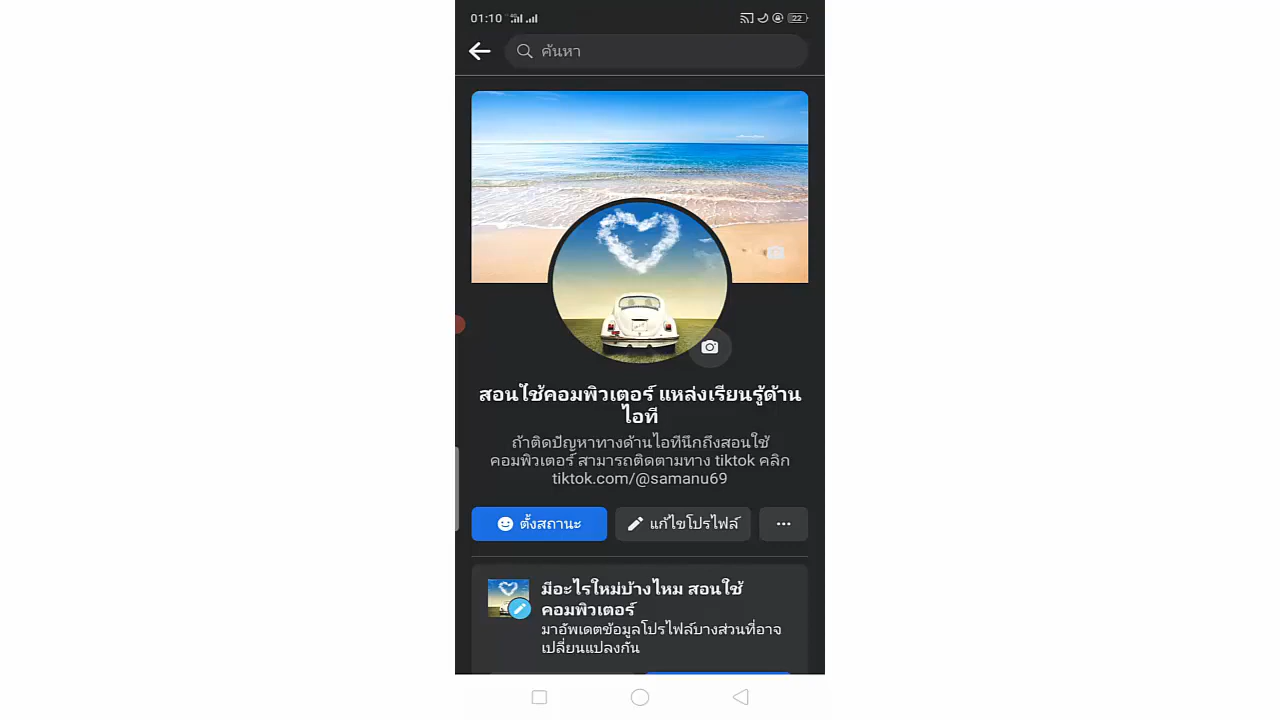 01:10
22
ค้นหา
สอนใช้คอมพิวเตอร์ แหล่งเรียนรู้ด้าน
ไอที
ถ้าติดปัญหาทางด้านไอทีนึกถึงสอนใช้
คอมพิวเตอร์ สามารถติดตามทาง tiktok คลิก
tiktok.com/@samanu69
ตั้งสถานะ
แก้ไขโปรไฟล์
มีอะไรใหม่บ้างไหม สอนใช้
คอมพิวเตอร์
มาอัพเดตข้อมูลโปรไฟล์บางส่วนที่อาจ
เปลี่ยนแปลงกัน